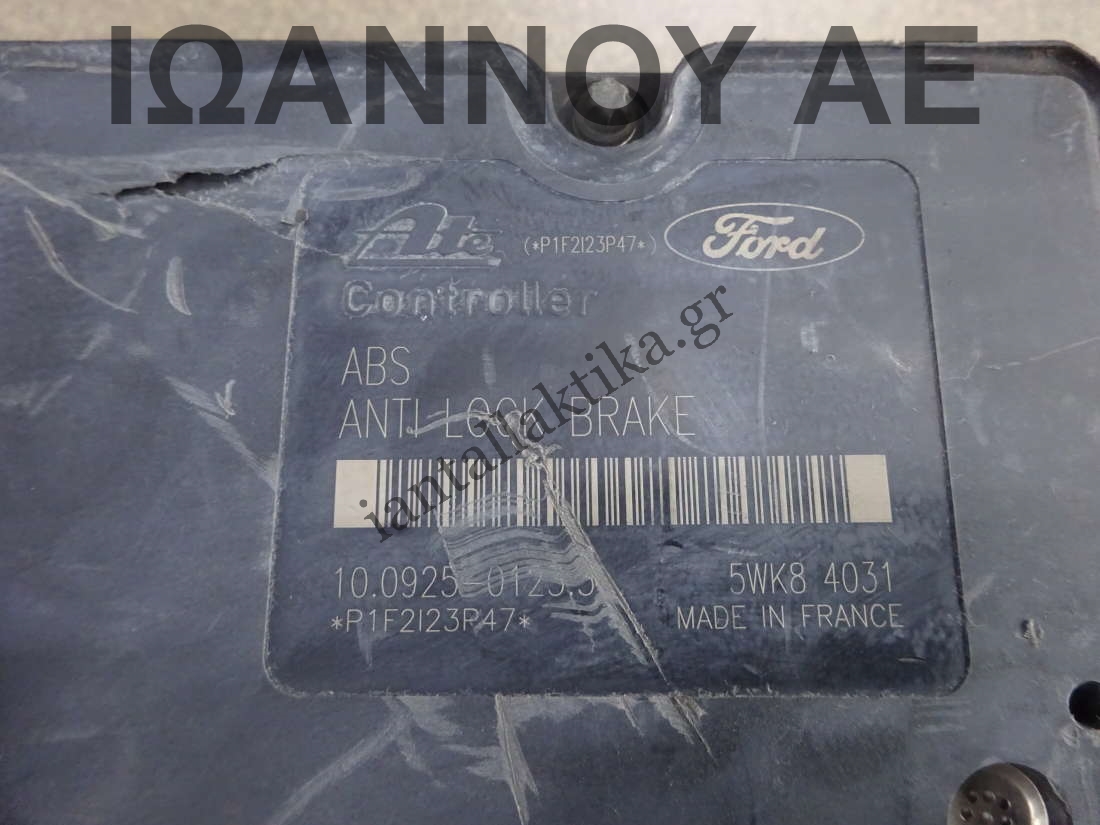 ΙΩΑΝΝΟΥ ΑΕ
Ate (*P1F2I23P47*) Ford
Controller
iantallaktika.gr
ABS
ANTI LOCK BRAKE
5WK8 4031
*P1F2I23P47* MADE IN FRANCE